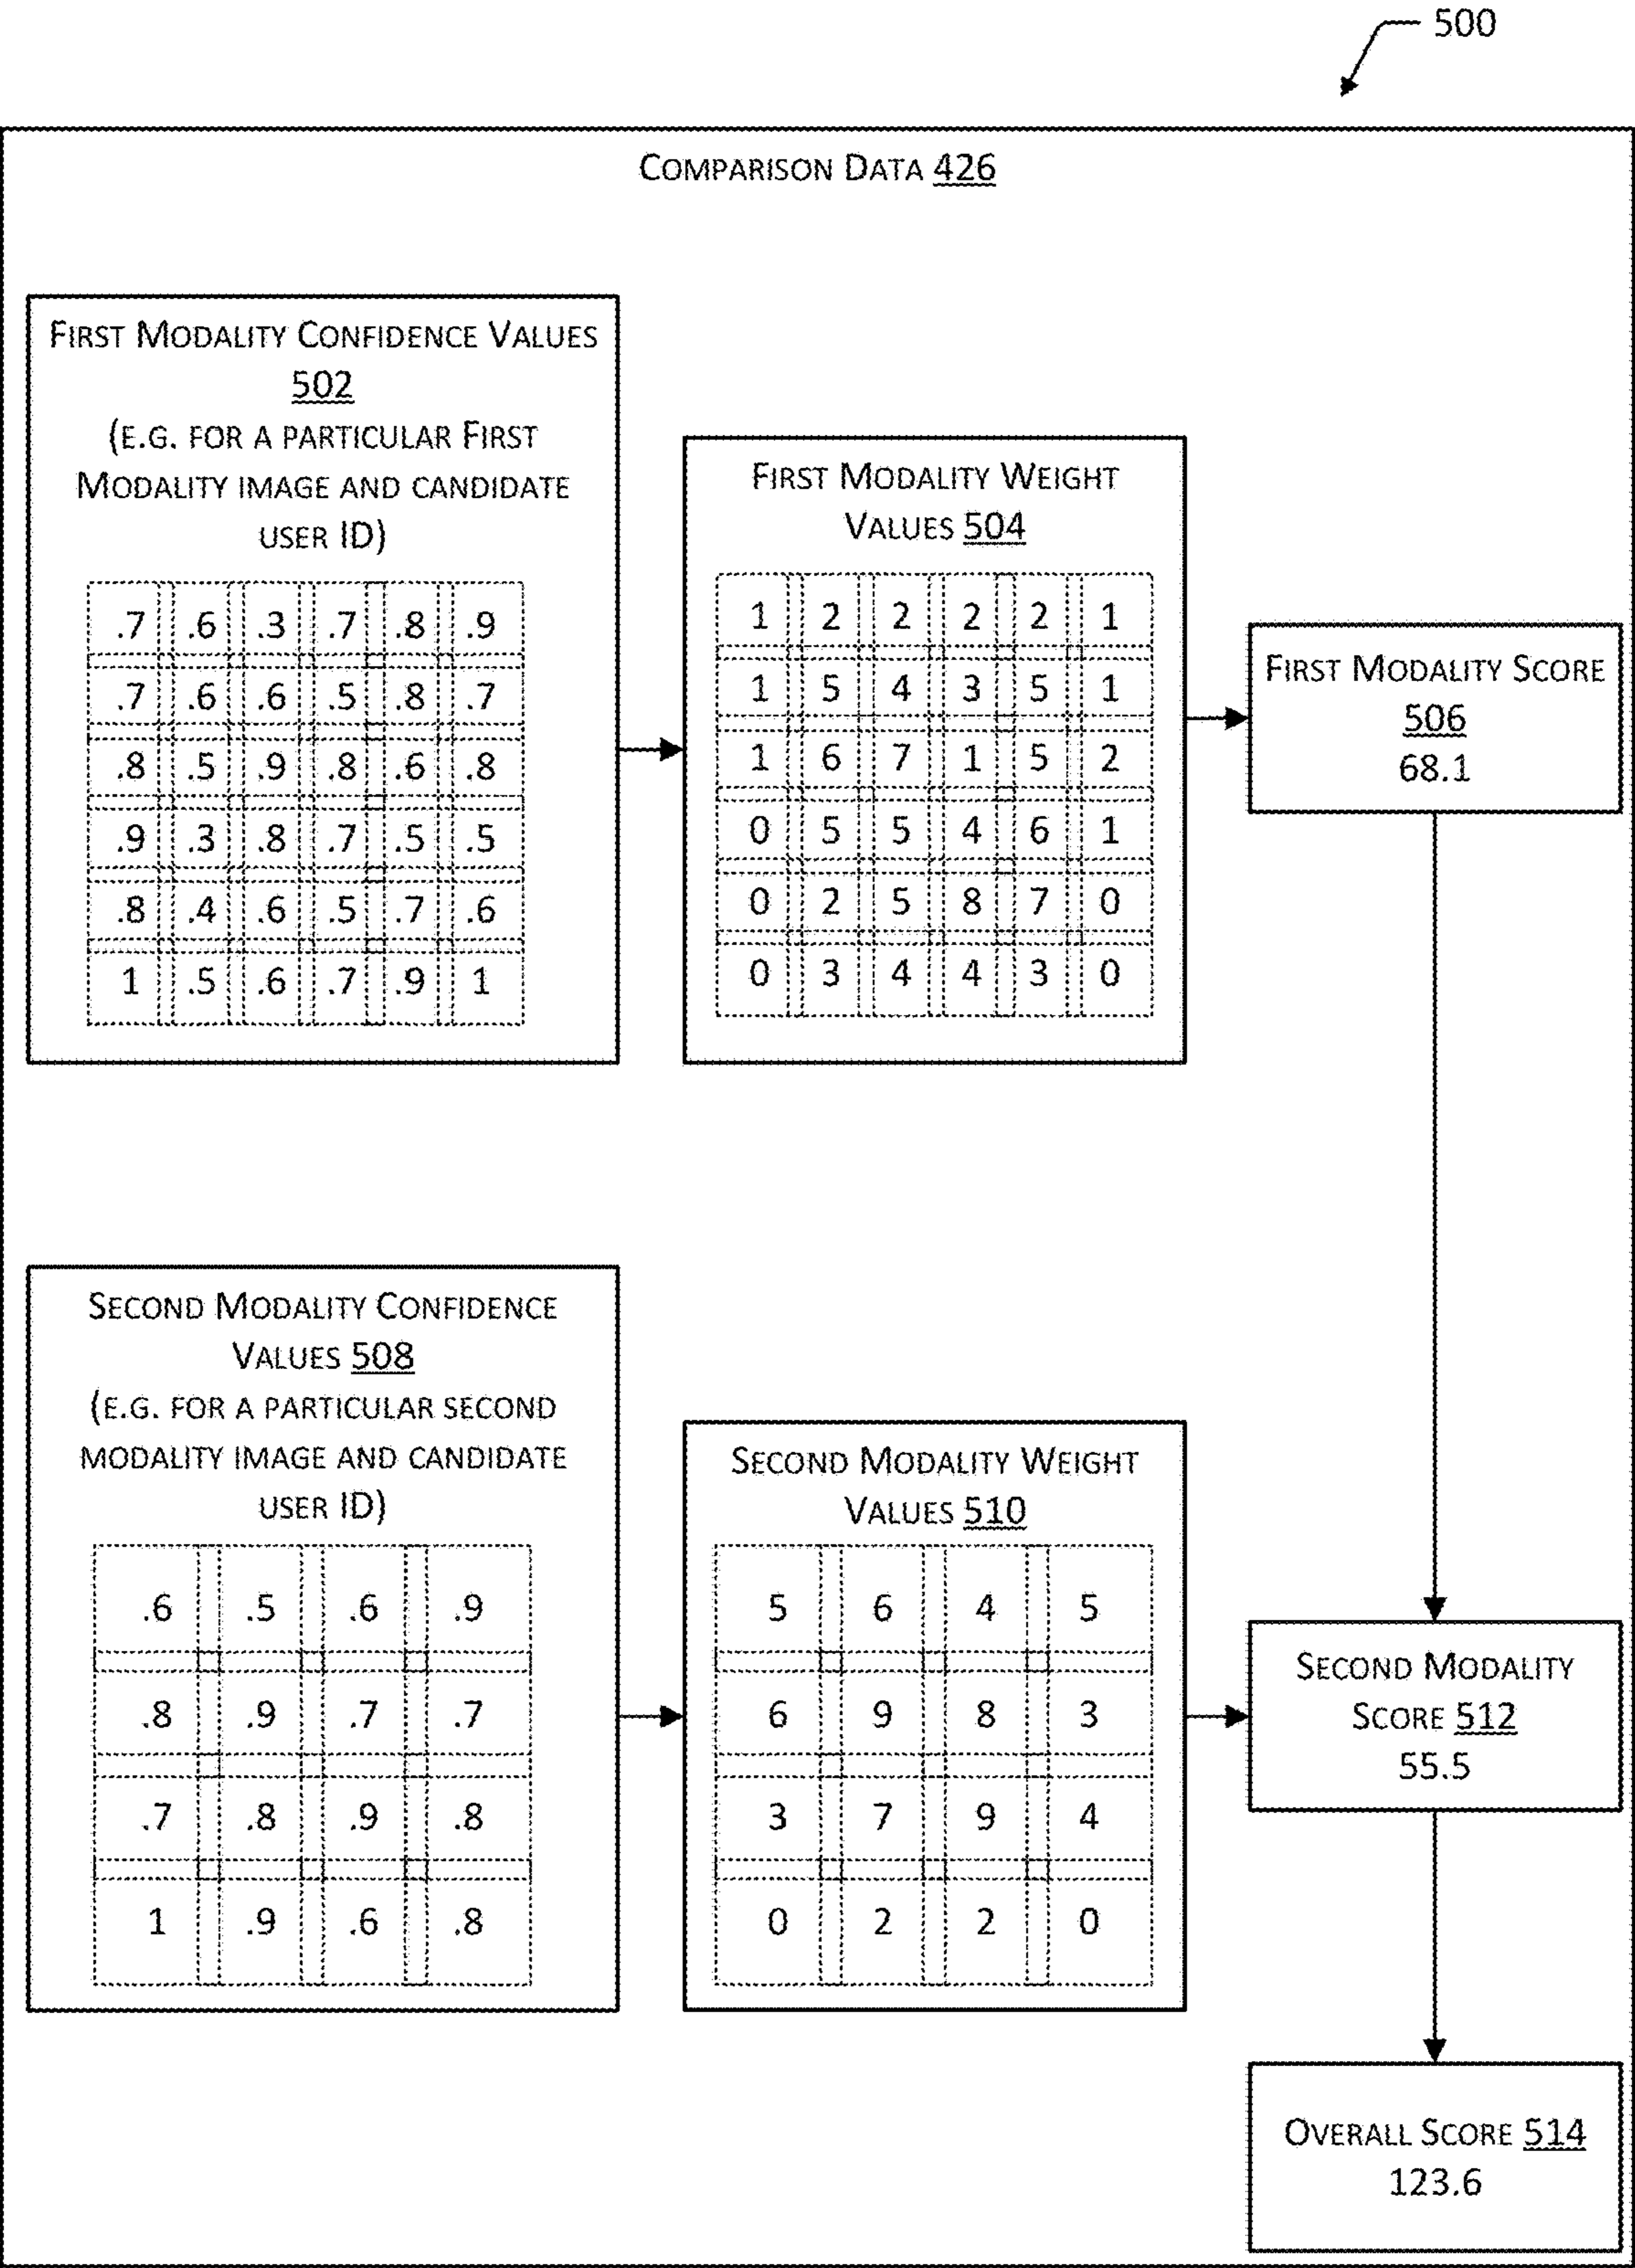 500
COMPARISON DATA 426
FIRST MODALITY CONFIDENCE VALUES
502
(E.G. FOR A PARTICULAR FIRST
MODALITY IMAGE AND CANDIDATE
USER ID)
.7 .6 .3 .7 .8 .9
.7 .6 .6 .5 .8 .7
.8 .5 .9 .8 .6 .8
.9 .3 .8 .7 .5 .5
.8 .4 .6 .5 .7 .6
1 .5 .6 .7 .9 1
FIRST MODALITY WEIGHT
VALUES 504
1 2 2 2 2 1
1 5 4 3 5 1
1 6 7 1 5 2
0 5 5 4 6 1
0 2 5 8 7 0
0 3 4 4 3 0
FIRST MODALITY SCORE
506
68.1
SECOND MODALITY CONFIDENCE
VALUES 508
(E.G. FOR A PARTICULAR SECOND
MODALITY IMAGE AND CANDIDATE
USER ID)
.6 .5 .6 .9
.8 .9 .7 .7
.7 .8 .9 .8
1 .9 .6 .8
SECOND MODALITY WEIGHT
VALUES 510
5 6 4 5
6 9 8 3
3 7 9 4
0 2 2 0
SECOND MODALITY
SCORE 512
55.5
OVERALL SCORE 514
123.6